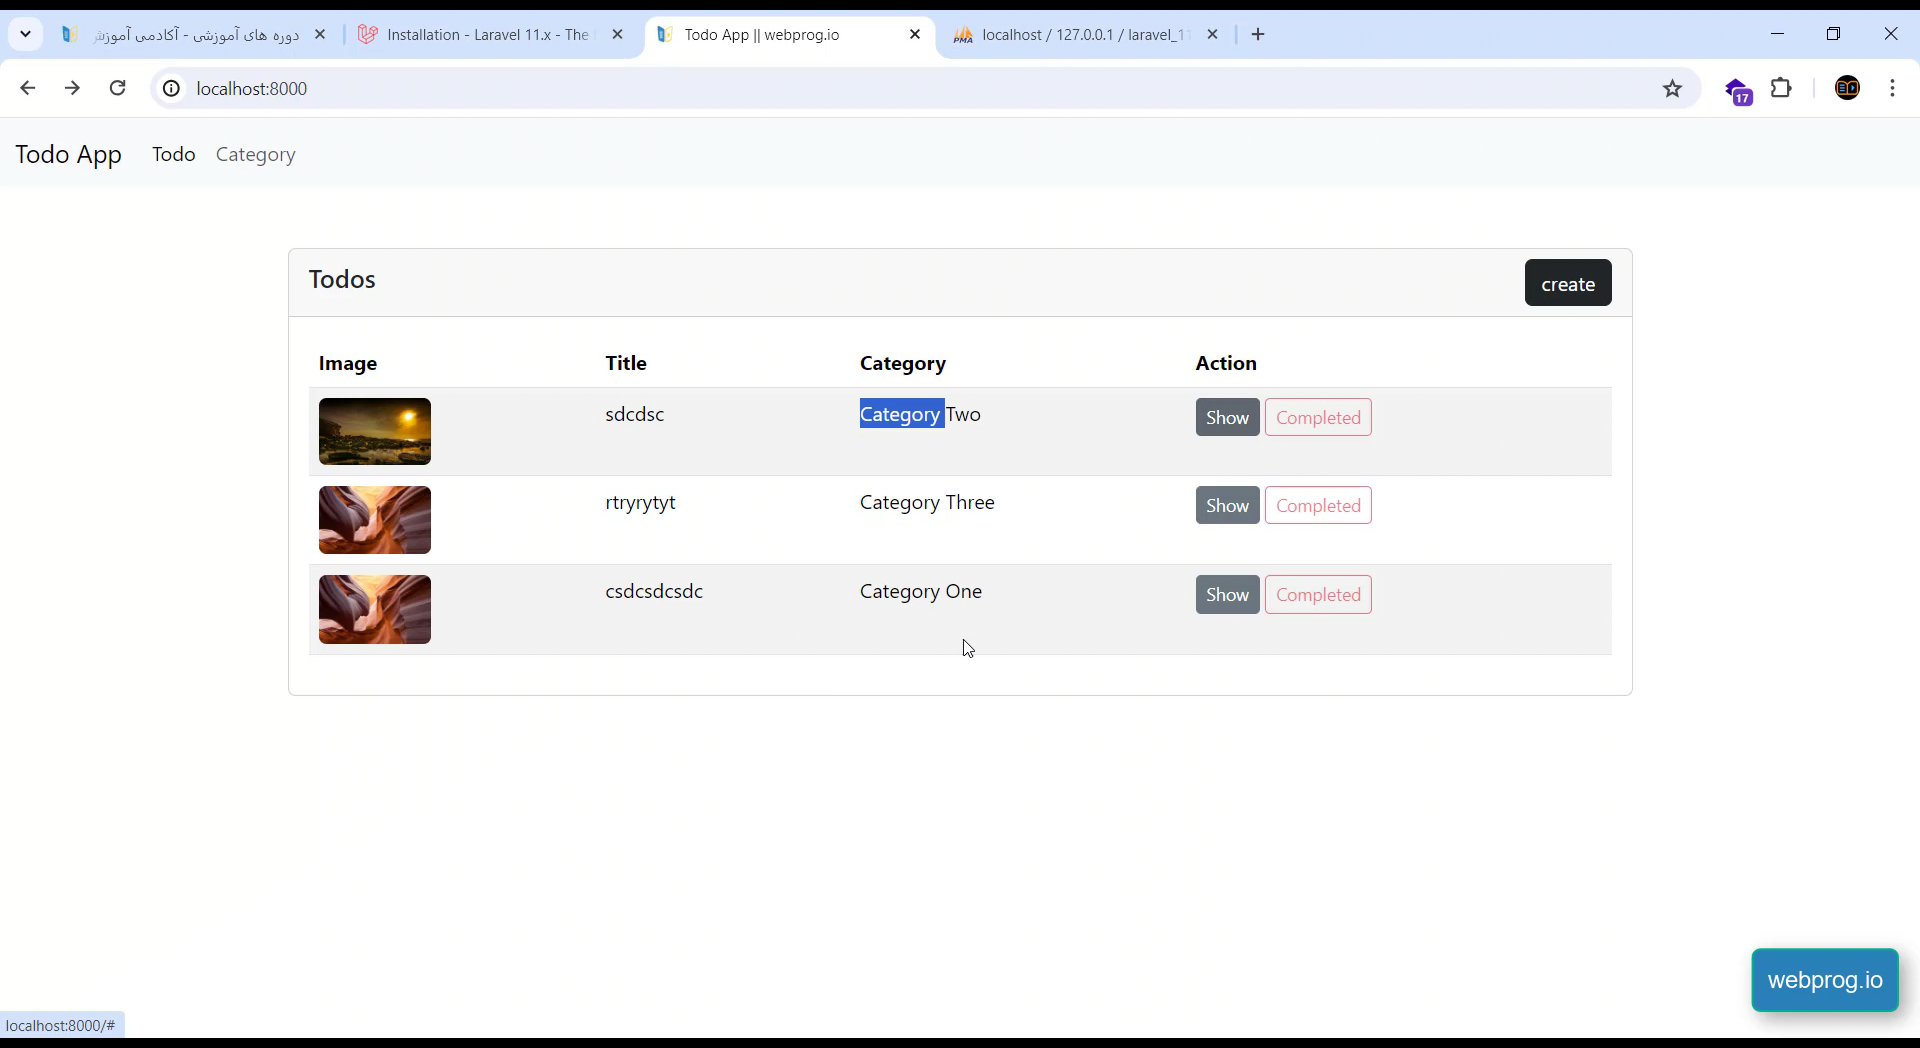 دوره های آموزشی - آکادمی آموزش
Installation - Laravel 11.x - The
Todo App || webprog.io
localhost / 127.0.0.1 / laravel_11
localhost:8000
17
Todo App Todo Category
Todos
create
Image Title Category Action
sdcdsc Category Two Show Completed
rtryrytyt Category Three Show Completed
csdcsdcsdc Category One Show Completed
webprog.io
localhost:8000/#